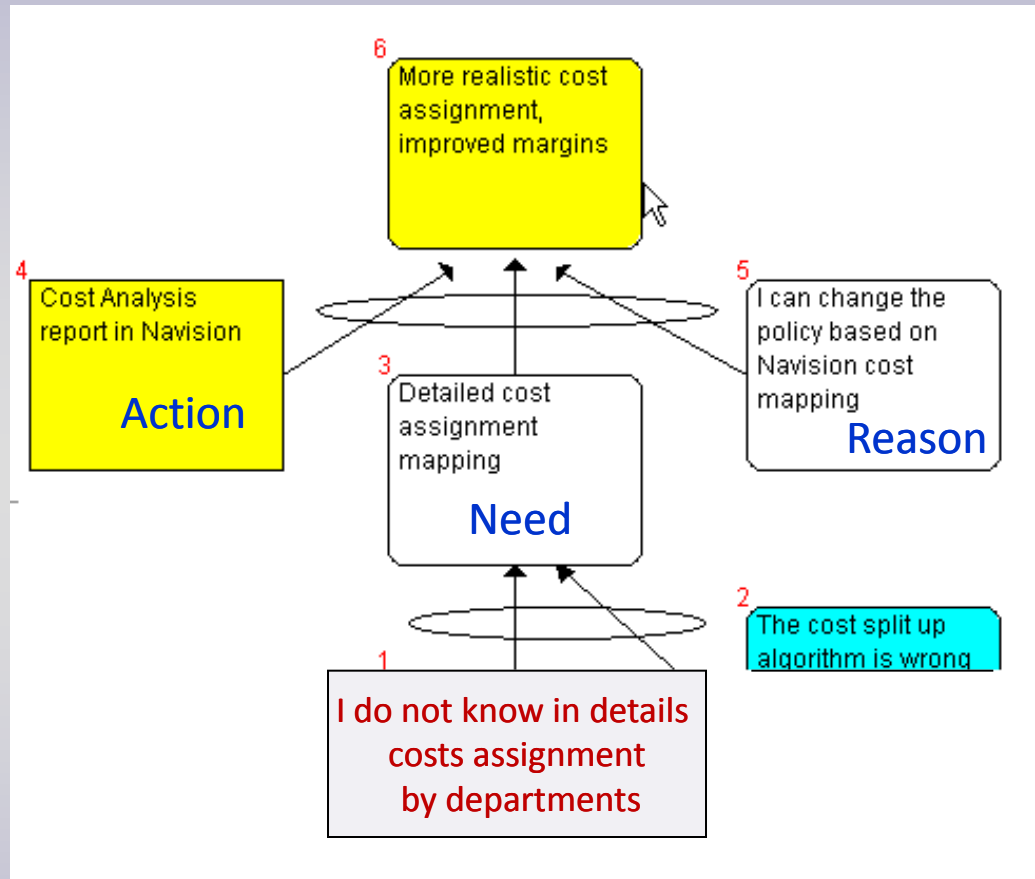 6
More realistic cost
assignment,
improved margins
4
Cost Analysis
report in Navision
Action
5
I can change the
policy based on
Navision cost
mapping
Reason
3
Detailed cost
assignment
mapping
Need
2
The cost split up
algorithm is wrong
1
I do not know in details
costs assignment
by departments